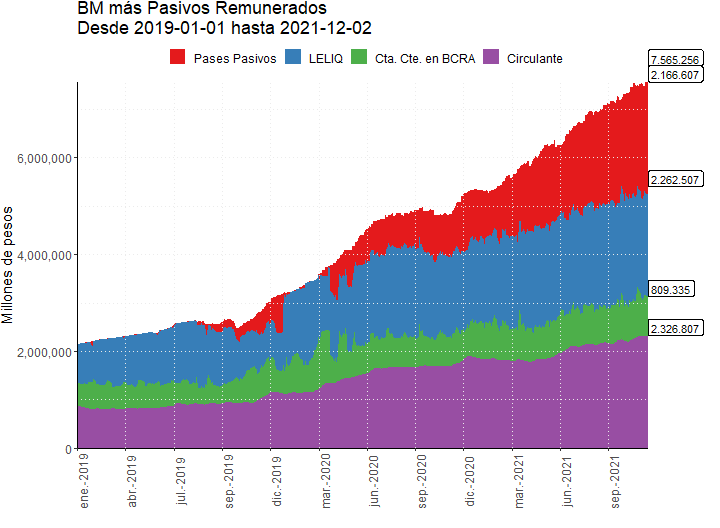 BM más Pasivos Remunerados
Desde 2019-01-01 hasta 2021-12-02
Pases Pasivos LELIQ Cta. Cte. en BCRA Circulante
7.565.256
2.166.607
2.262.507
809.335
2.326.807
Millones de pesos
6,000,000
4,000,000
2,000,000
0
ene.-2019
abr.-2019
jul.-2019
sep.-2019
dic.-2019
mar.-2020
jun.-2020
sep.-2020
dic.-2020
mar.-2021
jun.-2021
sep.-2021